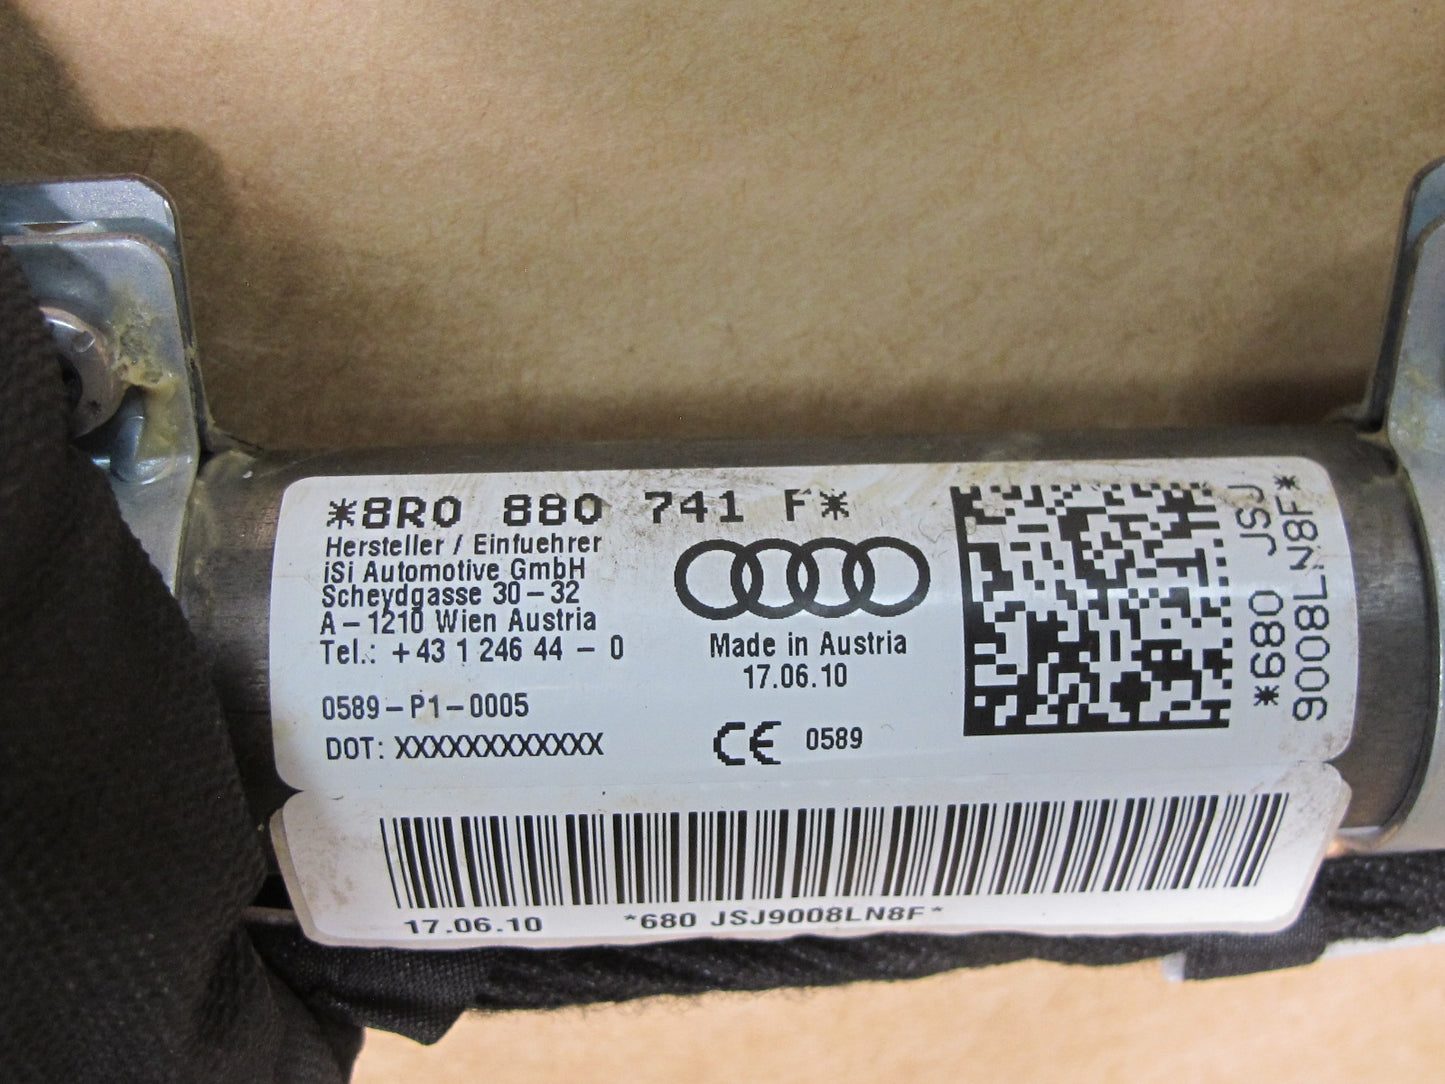 *8R0 880 741 F*
Hersteller / Einfuehrer
iSi Automotive GmbH
Scheydgasse 30-32
A-1210 Wien Austria
Tel.: +43 1 246 44-0
0589-P1-0005
DOT: XXXXXXXXXXXX
Made in Austria
17.06.10
CE 0589
*680 JSJ
9008LN8F*
17.06.10 *680 JSJ9008LN8F*